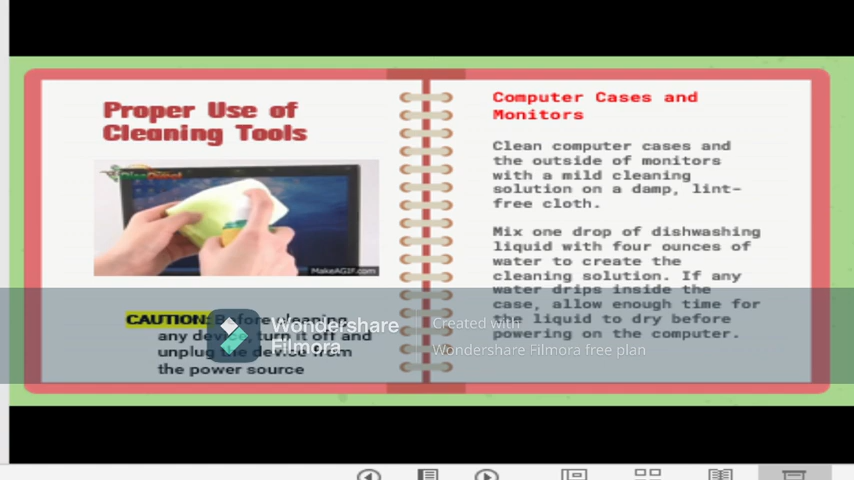 Proper Use of
Cleaning Tools
MakeAGIF.com
CAUTION: Before cleaning
any device, turn it off and
unplug the device from
the power source
Computer Cases and
Monitors
Clean computer cases and
the outside of monitors
with a mild cleaning
solution on a damp, lint-
free cloth.
Mix one drop of dishwashing
liquid with four ounces of
water to create the
cleaning solution. If any
water drips inside the
case, allow enough time for
the liquid to dry before
powering on the computer.
Wondershare
Filmora
Created with
Wondershare Filmora free plan